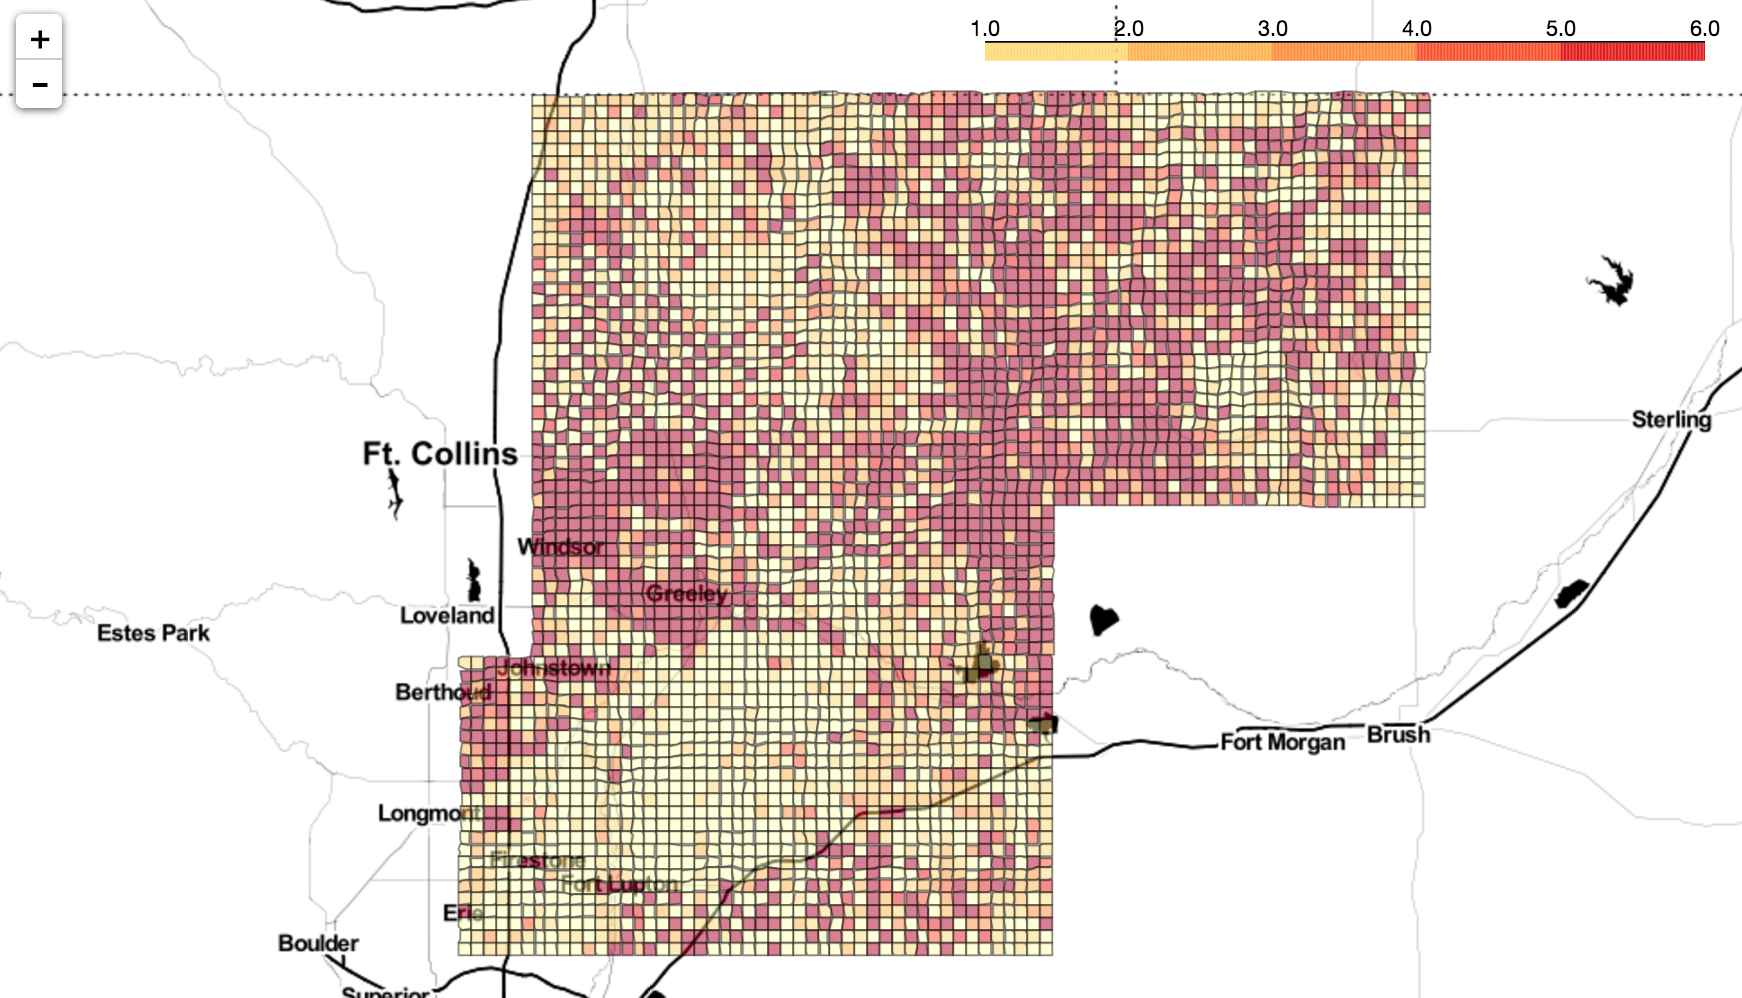 +
-
1.0 2.0 3.0 4.0 5.0 6.0
Ft. Collins
Sterling
Windsor
Greeley
Loveland
Estes Park
Johnstown
Berthoud
Fort Morgan
Brush
Longmont
Firestone
Fort Lupton
Erie
Boulder
Superior